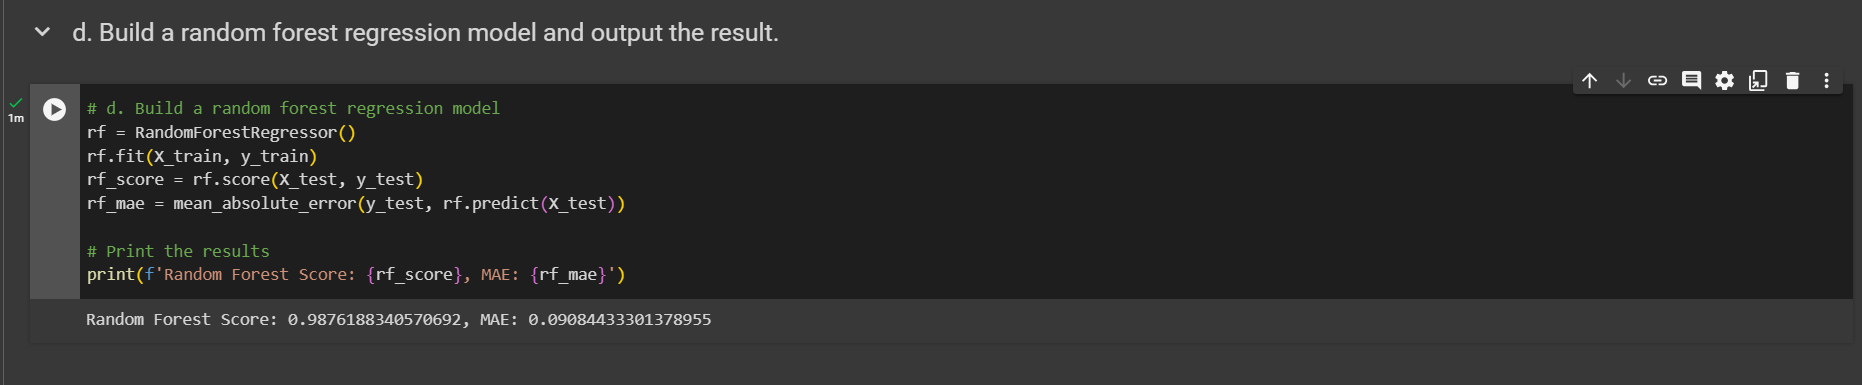 d. Build a random forest regression model and output the result.
1m
# d. Build a random forest regression model
rf = RandomForestRegressor()
rf.fit(X_train, y_train)
rf_score = rf.score(X_test, y_test)
rf_mae = mean_absolute_error(y_test, rf.predict(X_test))
# Print the results
print(f'Random Forest Score: {rf_score}, MAE: {rf_mae}')
Random Forest Score: 0.9876188340570692, MAE: 0.09084433301378955